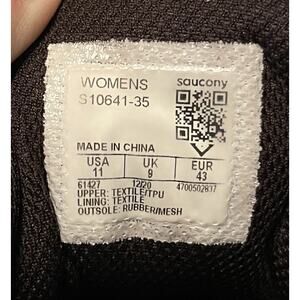 WOMENS saucony
S10641-35
MADE IN CHINA
USA UK EUR
11 9 43
61427 12/20 4700502837
UPPER: TEXTILE/TPU
LINING: TEXTILE
OUTSOLE: RUBBER/MESH